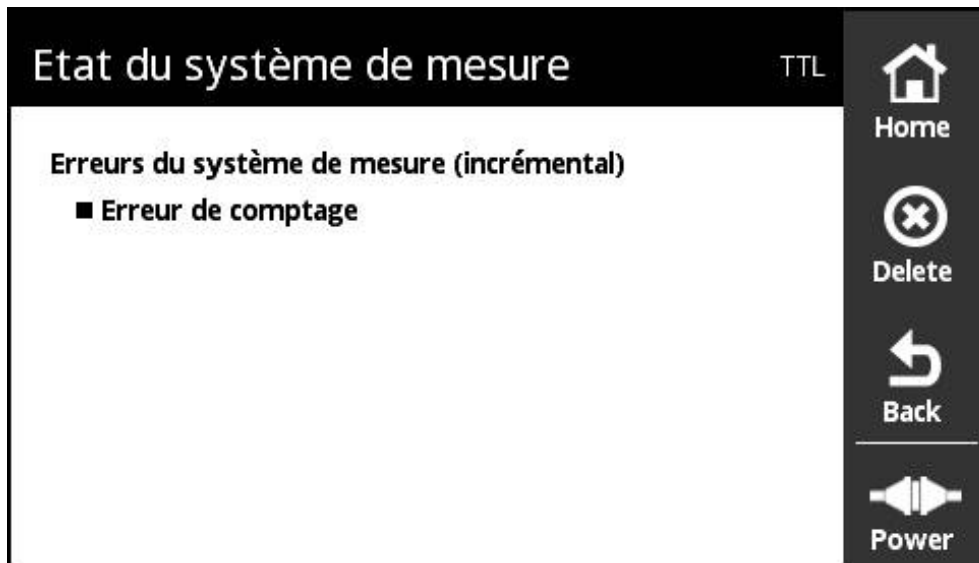 Etat du système de mesure TTL
Erreurs du système de mesure (incrémental)
■ Erreur de comptage
Home
Delete
Back
Power